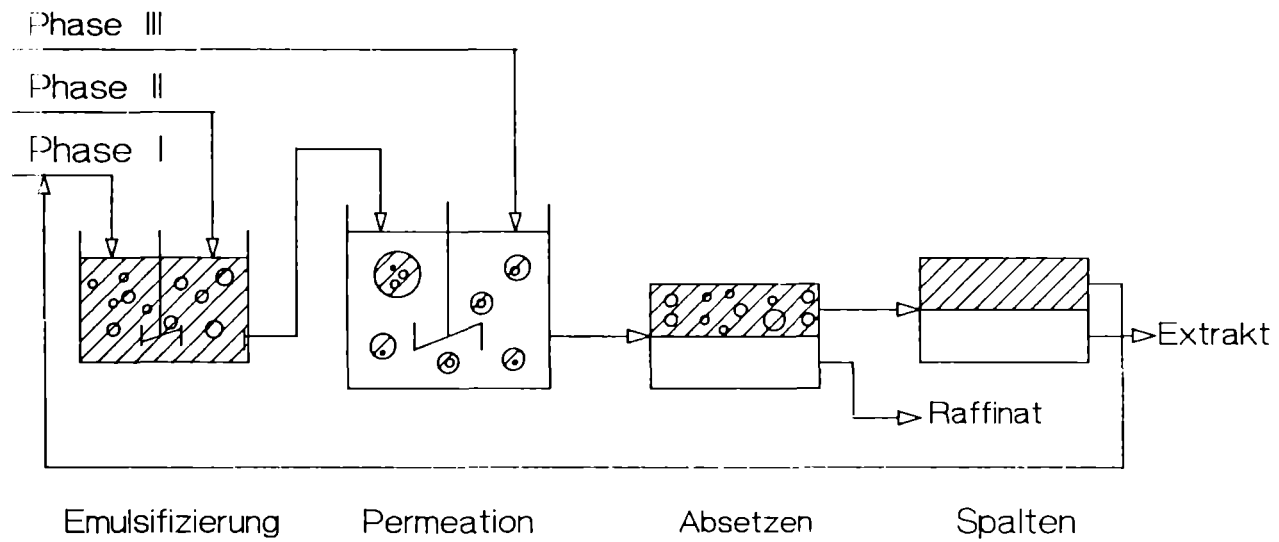 Phase III
Phase II
Phase I
Extrakt
Raffinat
Emulsifizierung
Permeation
Absetzen
Spalten